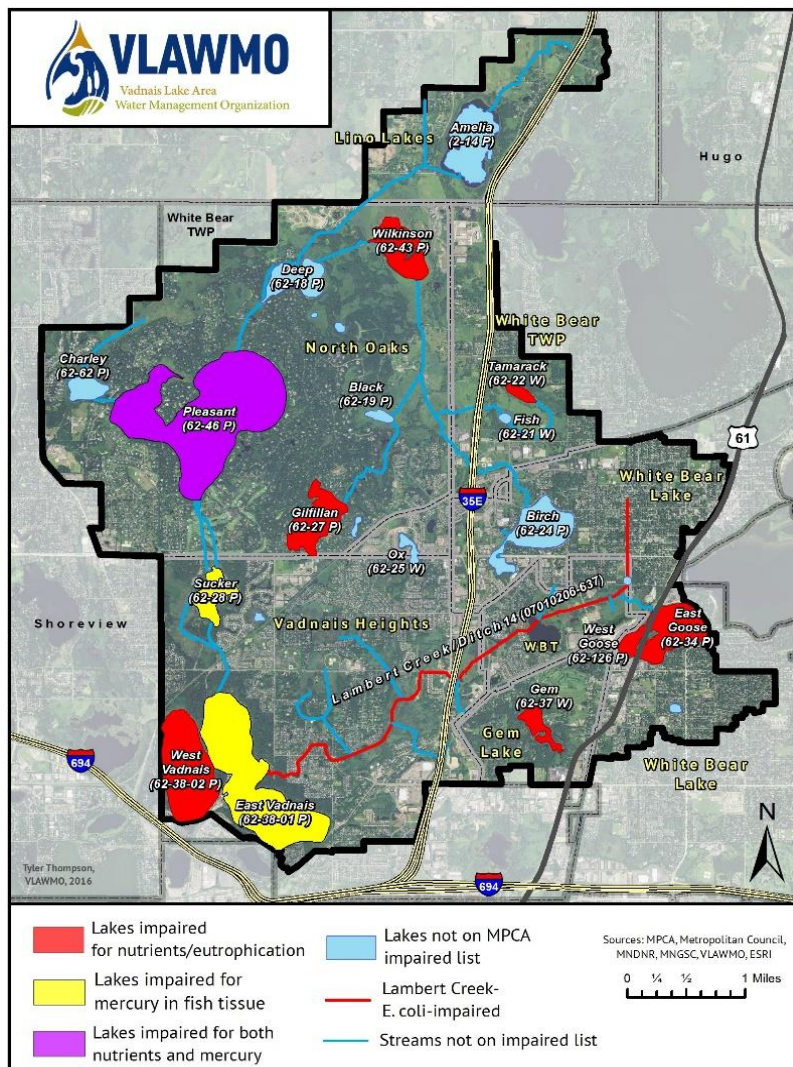 VLAWMO
Vadnais Lake Area
Water Management Organization
Amelia
(2-14 P)
Lino Lakes
Hugo
White Bear
TWP
Wilkinson
(62-43 P)
Deep
(62-18 P)
White Bear
TWP
North Oaks
Charley
(62-62 P)
Tamarack
(62-22 W)
Black
(62-19 P)
Pleasant
(62-46 P)
Fish
(62-21 W)
61
White Bear
Lake
35E
Gilfillan
(62-27 P)
Birch
(62-24 P)
Ox
(62-25 W)
Sucker
(62-28 P)
Shoreview
Vadnais Heights
Lambert Creek/Ditch 14 (07010206-637)
East
Goose
(62-34 P)
West
Goose
(62-126 P)
WBT
Gem
(62-37 W)
Gem
Lake
West
Vadnais
(62-38-02 P)
694
East Vadnais
(62-38-01 P)
White Bear
Lake
N
Tyler Thompson,
VLAWMO, 2016
694
Lakes impaired
for nutrients/eutrophication
Lakes impaired for
mercury in fish tissue
Lakes impaired for both
nutrients and mercury
Lakes not on MPCA
impaired list
Lambert Creek-
E. coli-impaired
Streams not on impaired list
Sources: MPCA, Metropolitan Council,
MNDNR, MNGSC, VLAWMO, ESRI
0 ¼ ½ 1 Miles